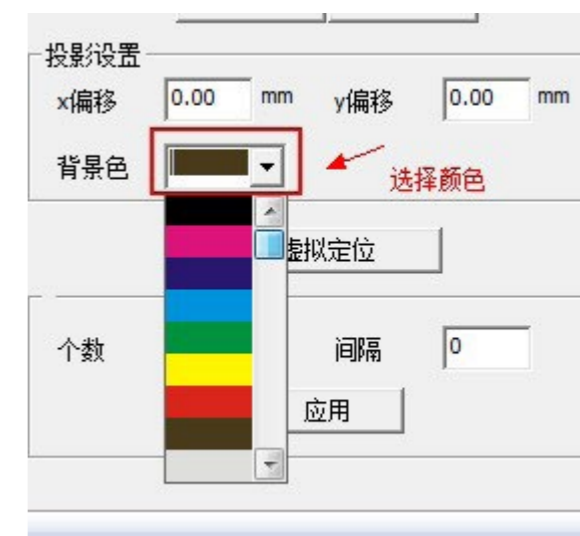 投影设置
x偏移 0.00 mm y偏移 0.00 mm
背景色 选择颜色
虚拟定位
个数 间隔 0
应用